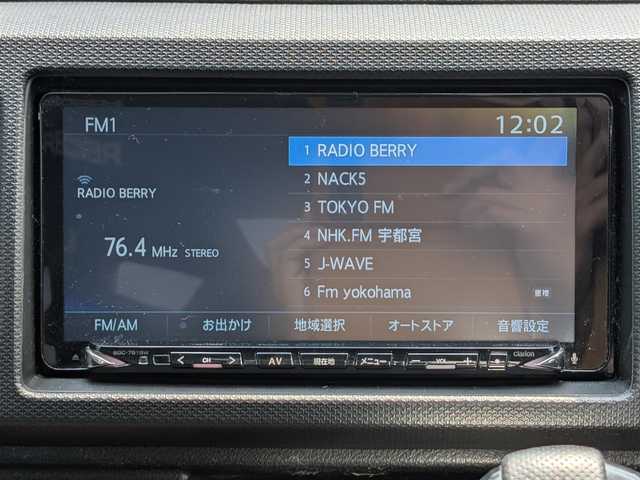 FM1
12:02
RADIO BERRY
76.4 MHz STEREO
1 RADIO BERRY
2 NACK5
3 TOKYO FM
4 NHK.FM 宇都宮
5 J-WAVE
6 Fm yokohama
FM/AM お出かけ 地域選択 オートストア 音響設定
CH AV 現在地 メニュー VOL Clarion